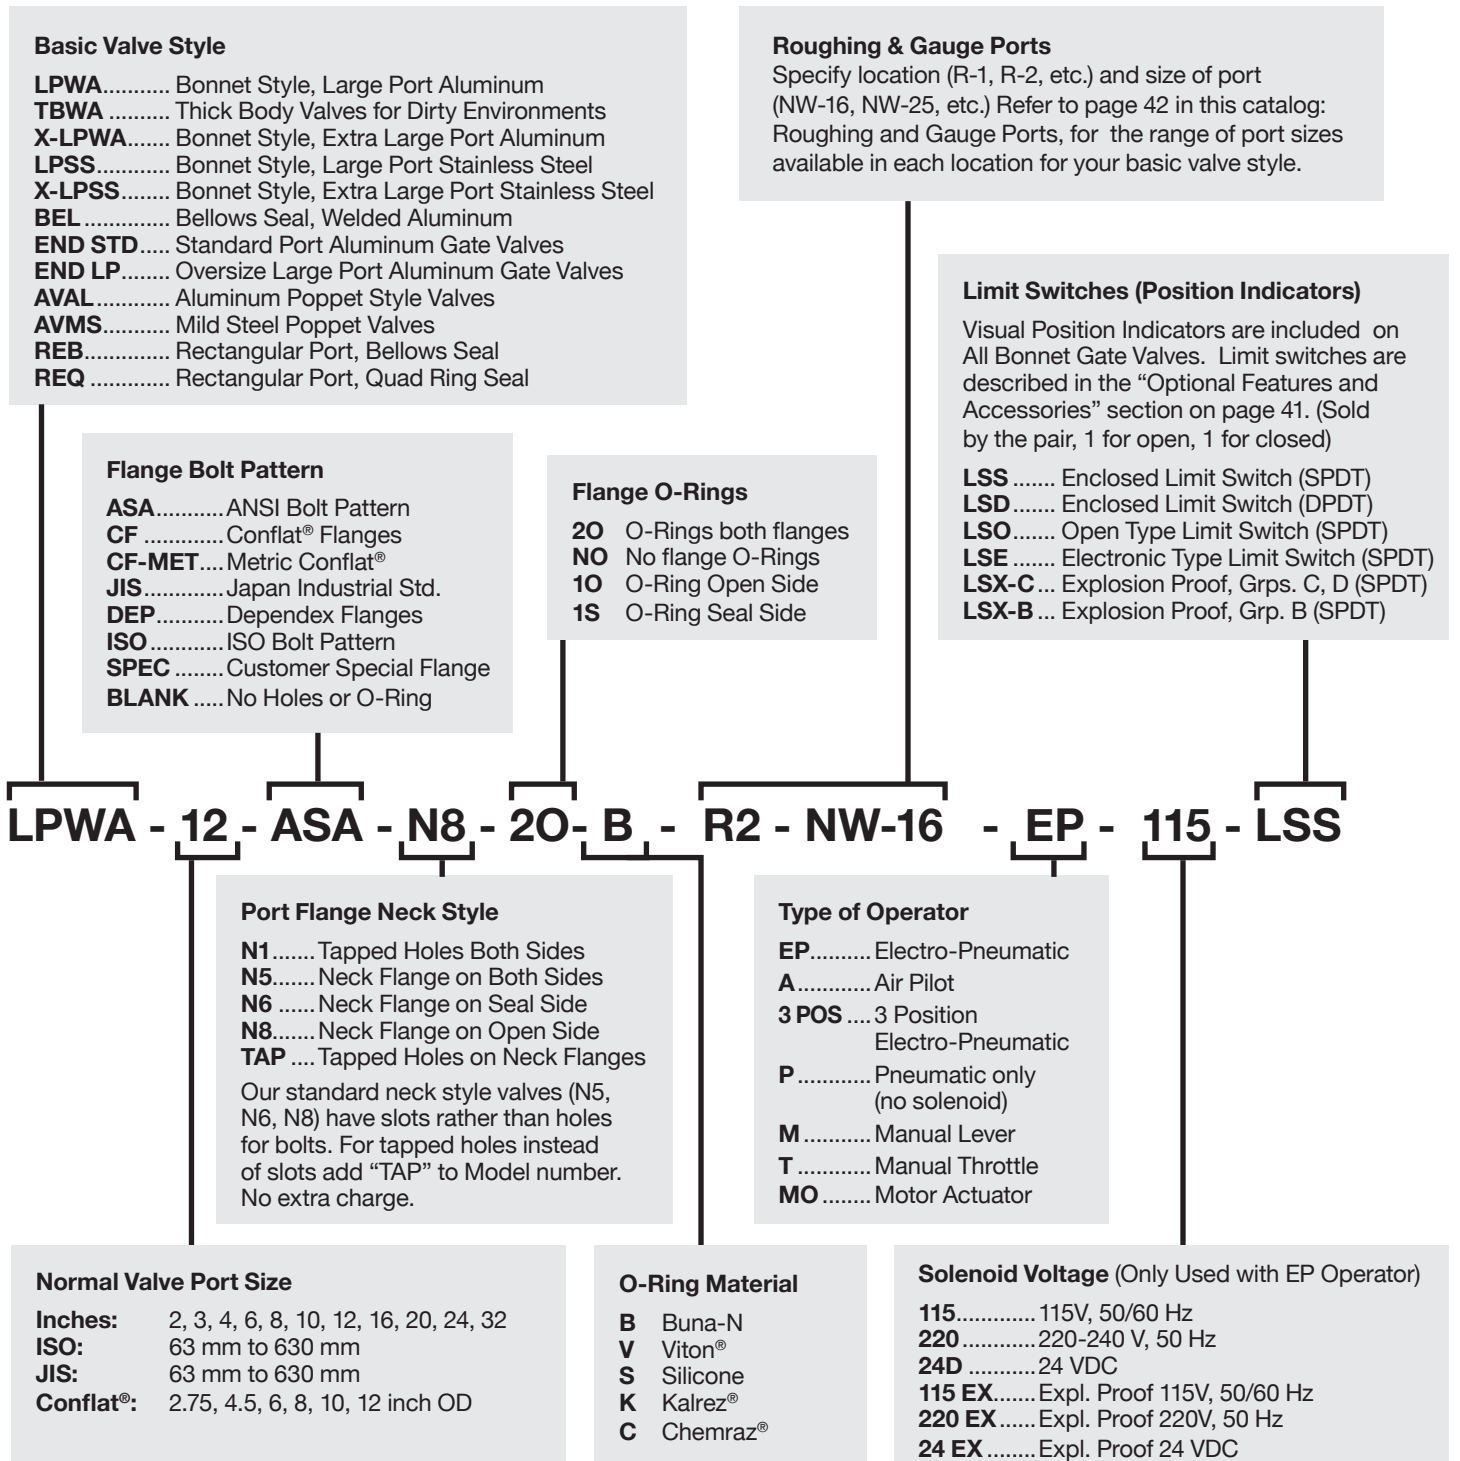 Basic Valve Style
LPWA........... Bonnet Style, Large Port Aluminum
TBWA .......... Thick Body Valves for Dirty Environments
X-LPWA....... Bonnet Style, Extra Large Port Aluminum
LPSS............ Bonnet Style, Large Port Stainless Steel
X-LPSS........ Bonnet Style, Extra Large Port Stainless Steel
BEL .............. Bellows Seal, Welded Aluminum
END STD..... Standard Port Aluminum Gate Valves
END LP........ Oversize Large Port Aluminum Gate Valves
AVAL............ Aluminum Poppet Style Valves
AVMS........... Mild Steel Poppet Valves
REB.............. Rectangular Port, Bellows Seal
REQ ............. Rectangular Port, Quad Ring Seal
Roughing & Gauge Ports
Specify location (R-1, R-2, etc.) and size of port
(NW-16, NW-25, etc.) Refer to page 42 in this catalog:
Roughing and Gauge Ports, for the range of port sizes
available in each location for your basic valve style.
Limit Switches (Position Indicators)
Visual Position Indicators are included on
All Bonnet Gate Valves. Limit switches are
described in the “Optional Features and
Accessories” section on page 41. (Sold
by the pair, 1 for open, 1 for closed)
LSS ....... Enclosed Limit Switch (SPDT)
LSD....... Enclosed Limit Switch (DPDT)
LSO....... Open Type Limit Switch (SPDT)
LSE ....... Electronic Type Limit Switch (SPDT)
LSX-C ... Explosion Proof, Grps. C, D (SPDT)
LSX-B ... Explosion Proof, Grp. B (SPDT)
Flange Bolt Pattern
ASA...........ANSI Bolt Pattern
CF .............Conflat® Flanges
CF-MET....Metric Conflat®
JIS..............Japan Industrial Std.
DEP...........Dependex Flanges
ISO ............ISO Bolt Pattern
SPEC ........Customer Special Flange
BLANK .....No Holes or O-Ring
Flange O-Rings
2O O-Rings both flanges
NO No flange O-Rings
1O O-Ring Open Side
1S O-Ring Seal Side
LPWA - 12 - ASA - N8 - 2O- B - R2 - NW-16 - EP - 115 - LSS
Port Flange Neck Style
N1.......Tapped Holes Both Sides
N5.......Neck Flange on Both Sides
N6 ......Neck Flange on Seal Side
N8.......Neck Flange on Open Side
TAP ....Tapped Holes on Neck Flanges
Our standard neck style valves (N5,
N6, N8) have slots rather than holes
for bolts. For tapped holes instead
of slots add “TAP” to Model number.
No extra charge.
Type of Operator
EP..........Electro-Pneumatic
A............Air Pilot
3 POS ....3 Position
Electro-Pneumatic
P............Pneumatic only
(no solenoid)
M ...........Manual Lever
T ............Manual Throttle
MO ........Motor Actuator
Normal Valve Port Size
Inches: 2, 3, 4, 6, 8, 10, 12, 16, 20, 24, 32
ISO: 63 mm to 630 mm
JIS: 63 mm to 630 mm
Conflat®: 2.75, 4.5, 6, 8, 10, 12 inch OD
O-Ring Material
B Buna-N
V Viton®
S Silicone
K Kalrez®
C Chemraz®
Solenoid Voltage (Only Used with EP Operator)
115.............115V, 50/60 Hz
220 ............220-240 V, 50 Hz
24D ...........24 VDC
115 EX.......Expl. Proof 115V, 50/60 Hz
220 EX ......Expl. Proof 220V, 50 Hz
24 EX ........Expl. Proof 24 VDC